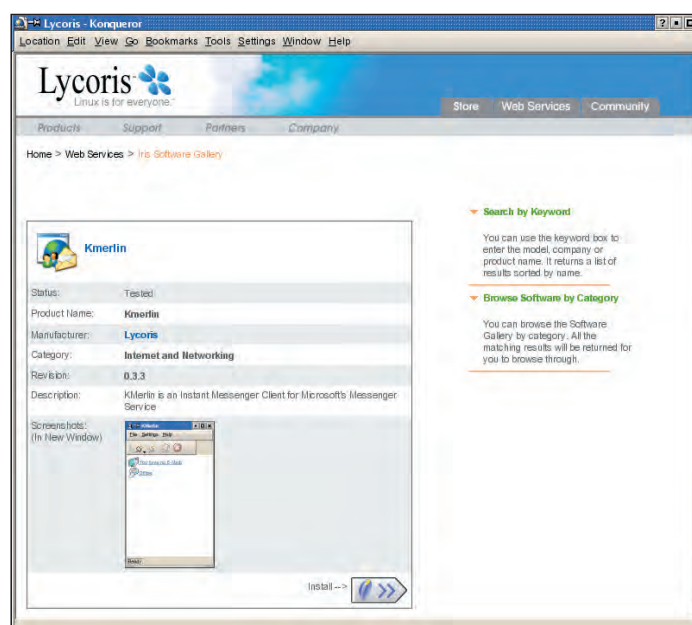 Lycoris - Konqueror
Location Edit View Go Bookmarks Tools Settings Window Help
Lycoris
Linux is for everyone.™
Store Web Services Community
Products Support Partners Company
Home > Web Services > Iris Software Gallery
Search by Keyword
You can use the keyword box to
enter the model, company or
product name. It returns a list of
results sorted by name.
Browse Software by Category
You can browse the Software
Gallery by category. All the
matching results will be returned for
you to browse through.
Kmerlin
Status: Tested
Product Name: Kmerlin
Manufacturer: Lycoris
Category: Internet and Networking
Revision: 0.3.3
Description: KMerlin is an Instant Messenger Client for Microsoft's Messenger
Service
Screenshots:
(In New Window)
File Settings Help
Ready
Install -->